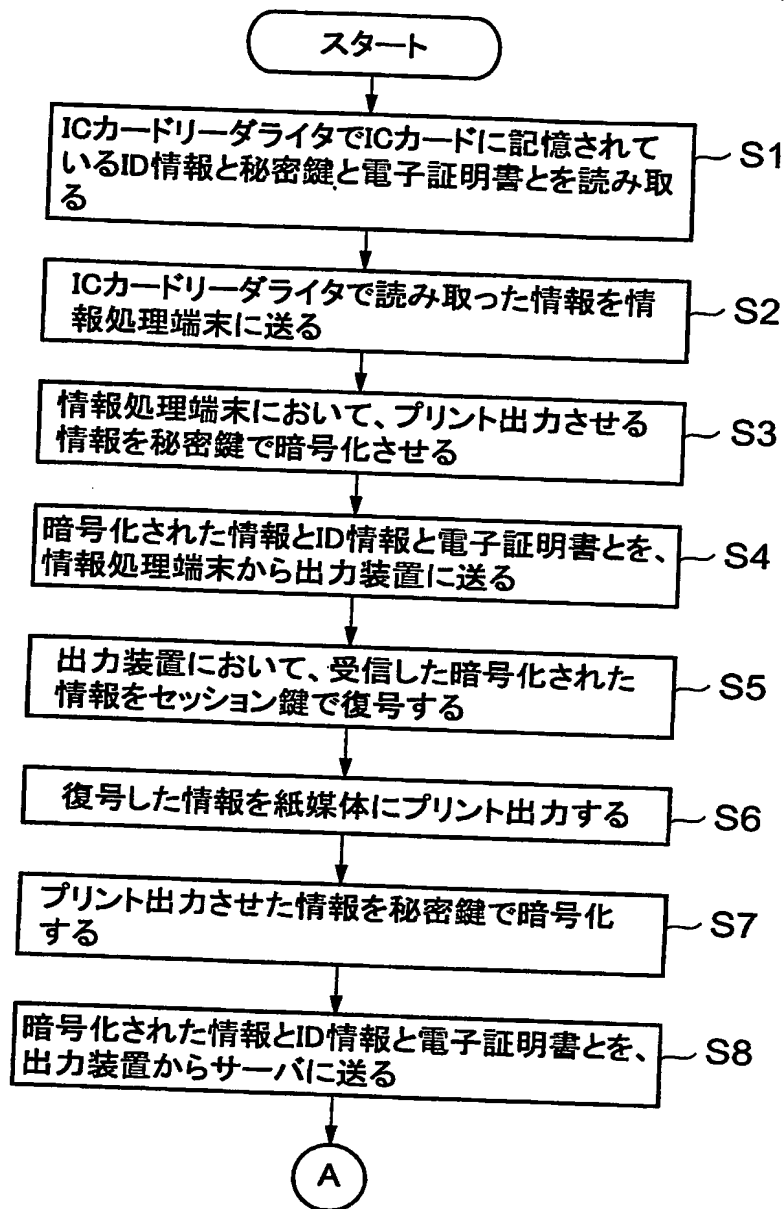 スタート
ICカードリーダライタでICカードに記憶されて
いるID情報と秘密鍵と電子証明書とを読み取
る
S1
ICカードリーダライタで読み取った情報を情
報処理端末に送る
S2
情報処理端末において、プリント出力させる
情報を秘密鍵で暗号化させる
S3
暗号化された情報とID情報と電子証明書とを、
情報処理端末から出力装置に送る
S4
出力装置において、受信した暗号化された
情報をセッション鍵で復号する
S5
復号した情報を紙媒体にプリント出力する
S6
プリント出力させた情報を秘密鍵で暗号化
する
S7
暗号化された情報とID情報と電子証明書とを、
出力装置からサーバに送る
S8
A